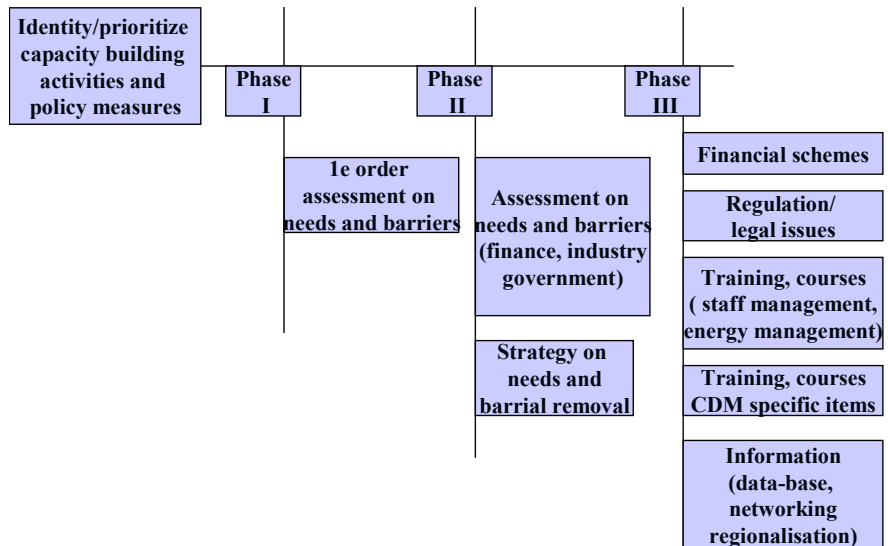 Identity/prioritize
capacity building
activities and
policy measures
Phase
I
Phase
II
Phase
III
1e order
assessment on
needs and barriers
Assessment on
needs and barriers
(finance, industry
government)
Strategy on
needs and
barrial removal
Financial schemes
Regulation/
legal issues
Training, courses
( staff management,
energy management)
Training, courses
CDM specific items
Information
(data-base,
networking
regionalisation)